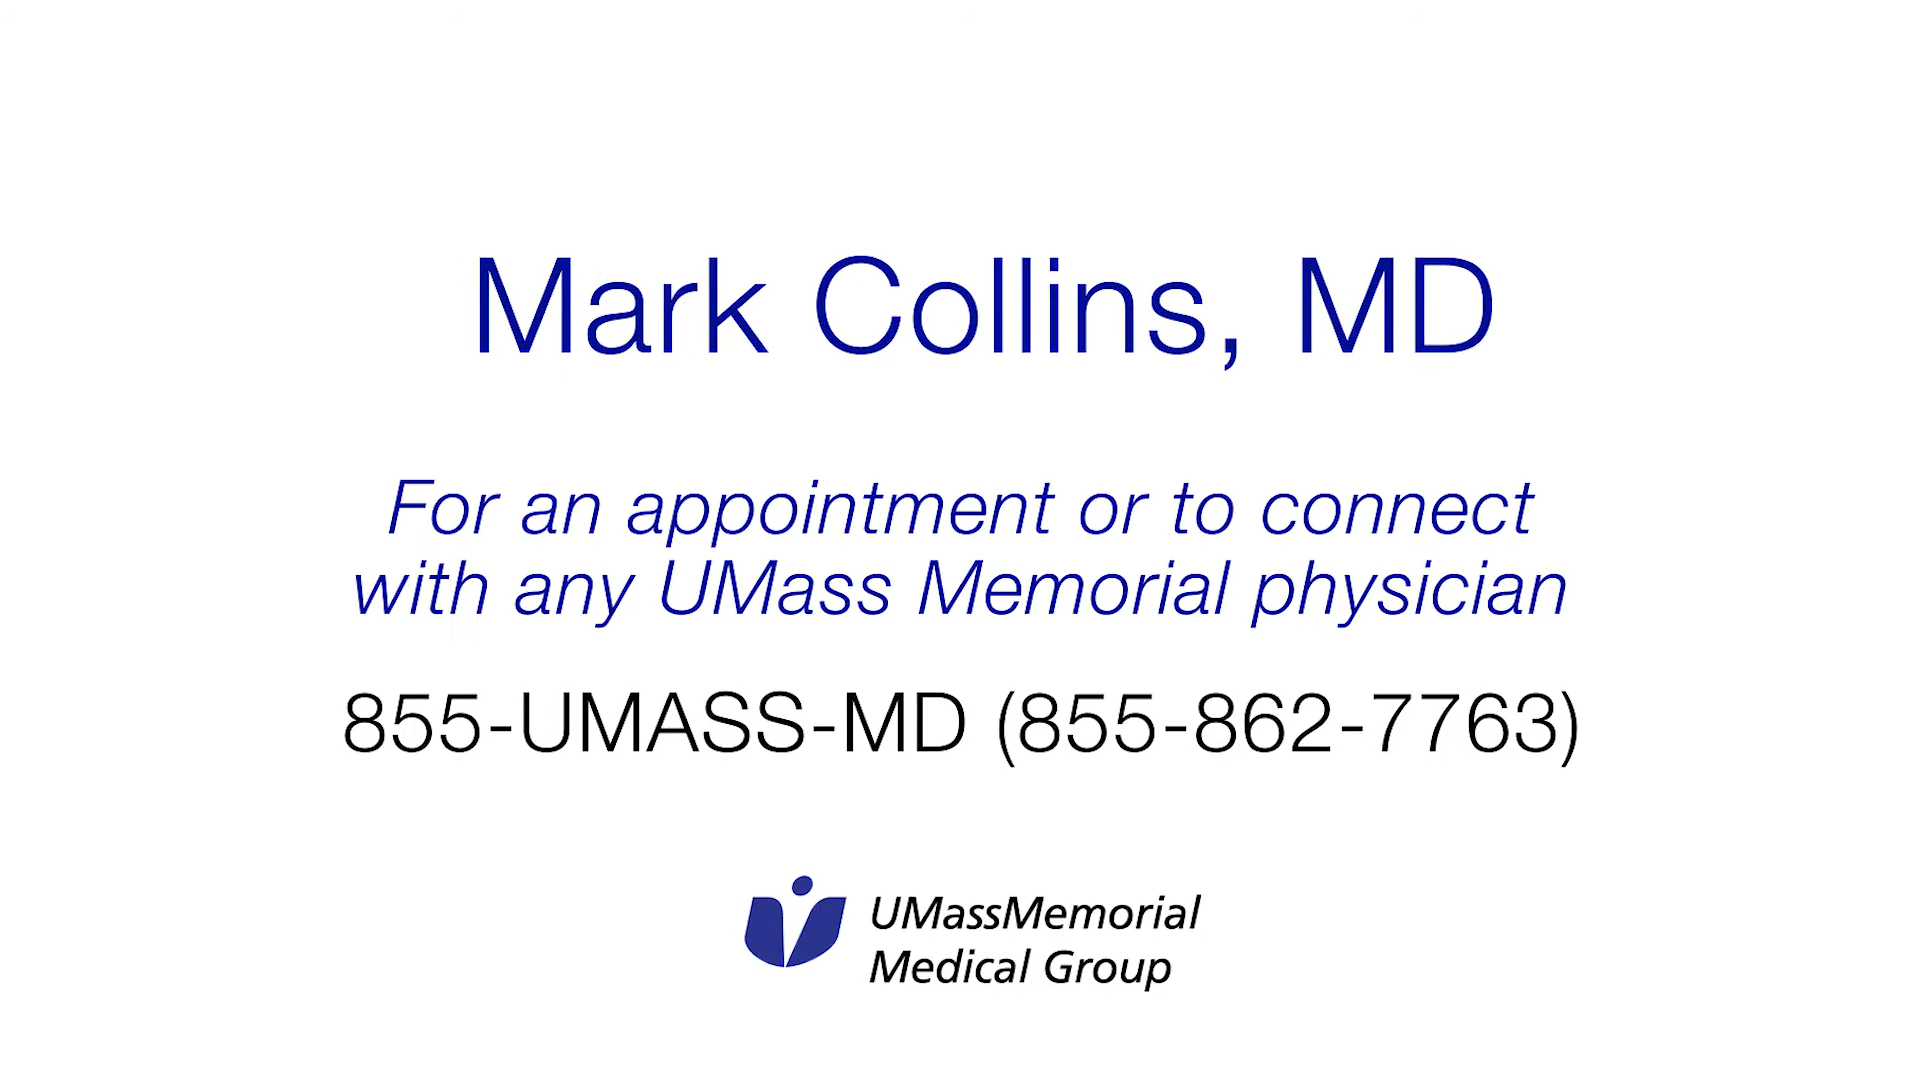 Mark Collins, MD
For an appointment or to connect
with any UMass Memorial physician
855-UMASS-MD (855-862-7763)
UMassMemorial
Medical Group